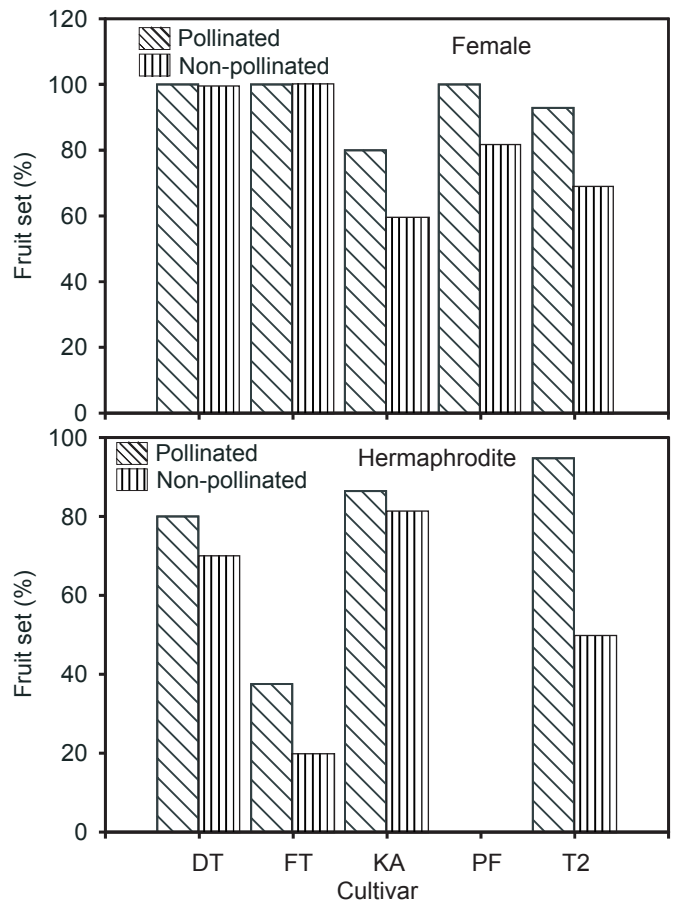 120
100
80
60
40
20
0
Fruit set (%)
Pollinated
Non-pollinated
Female
100
80
60
40
20
0
Fruit set (%)
Pollinated
Non-pollinated
Hermaphrodite
DT FT KA PF T2
Cultivar